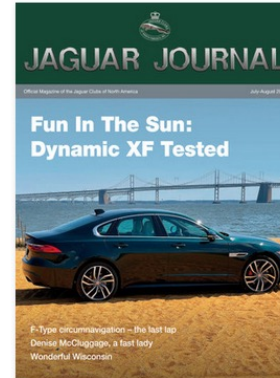 JAGUAR JOURNAL
Official Magazine of the Jaguar Clubs of North America
July-August
Fun In The Sun:
Dynamic XF Tested
F-Type circumnavigation – the last lap
Denise McCluggage, a fast lady
Wonderful Wisconsin